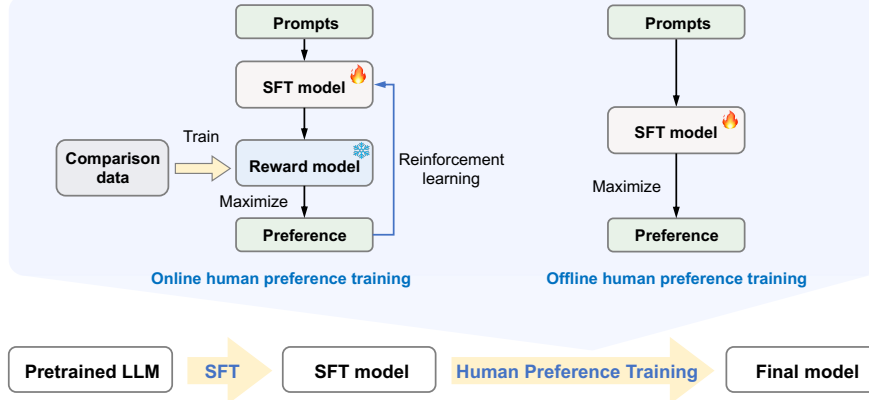 Prompts
SFT model
Train
Comparison
data
Reward model
Reinforcement
learning
Maximize
Preference
Online human preference training
Prompts
SFT model
Maximize
Preference
Offline human preference training
Pretrained LLM
SFT
SFT model
Human Preference Training
Final model